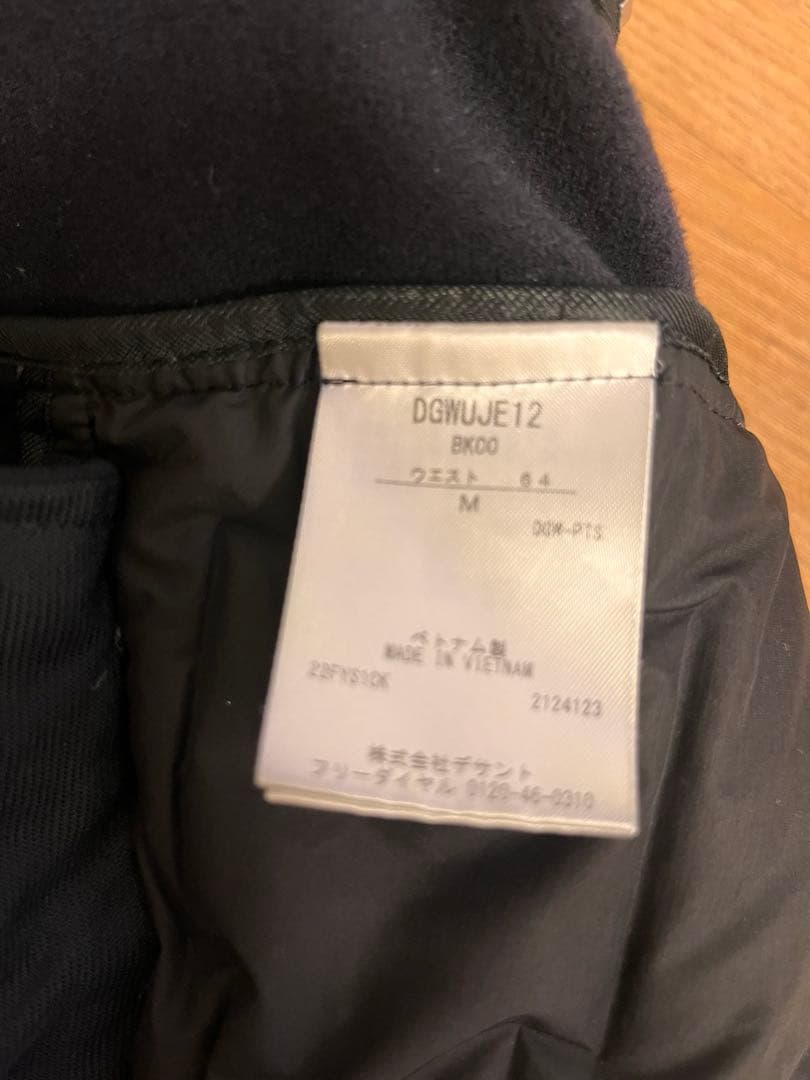 DGWUJE12
BK00
ウエスト 64
M
DGW-PTS
ベトナム製
MADE IN VIETNAM
22FYS1CK
2124123
株式会社デサント
フリーダイヤル 0120-46-0310